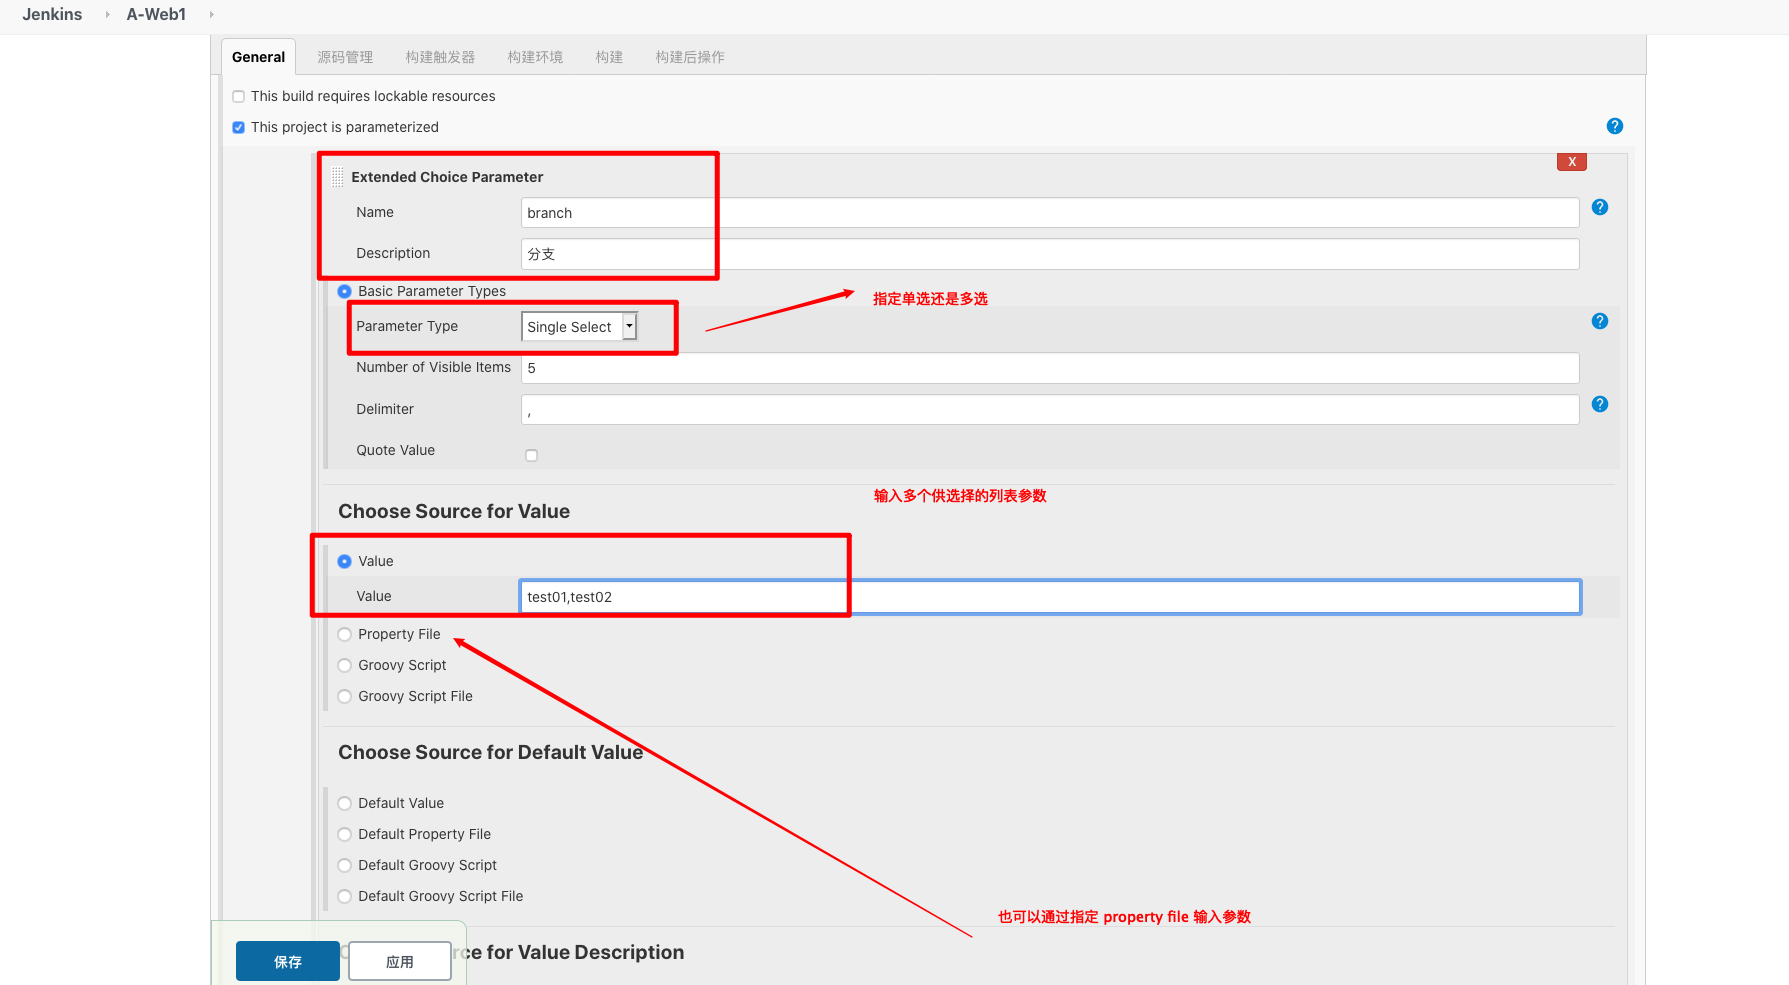 Jenkins A-Web1
General 源码管理 构建触发器 构建环境 构建 构建后操作
This build requires lockable resources
This project is parameterized
?
X
Extended Choice Parameter
Name branch ?
Description 分支
Basic Parameter Types
指定单选还是多选
Parameter Type Single Select ?
Number of Visible Items 5
Delimiter , ?
Quote Value
输入多个供选择的列表参数
Choose Source for Value
Value
Value test01,test02
Property File
Groovy Script
Groovy Script File
Choose Source for Default Value
Default Value
Default Property File
Default Groovy Script
Default Groovy Script File
也可以通过指定 property file 输入参数
rce for Value Description
保存 应用